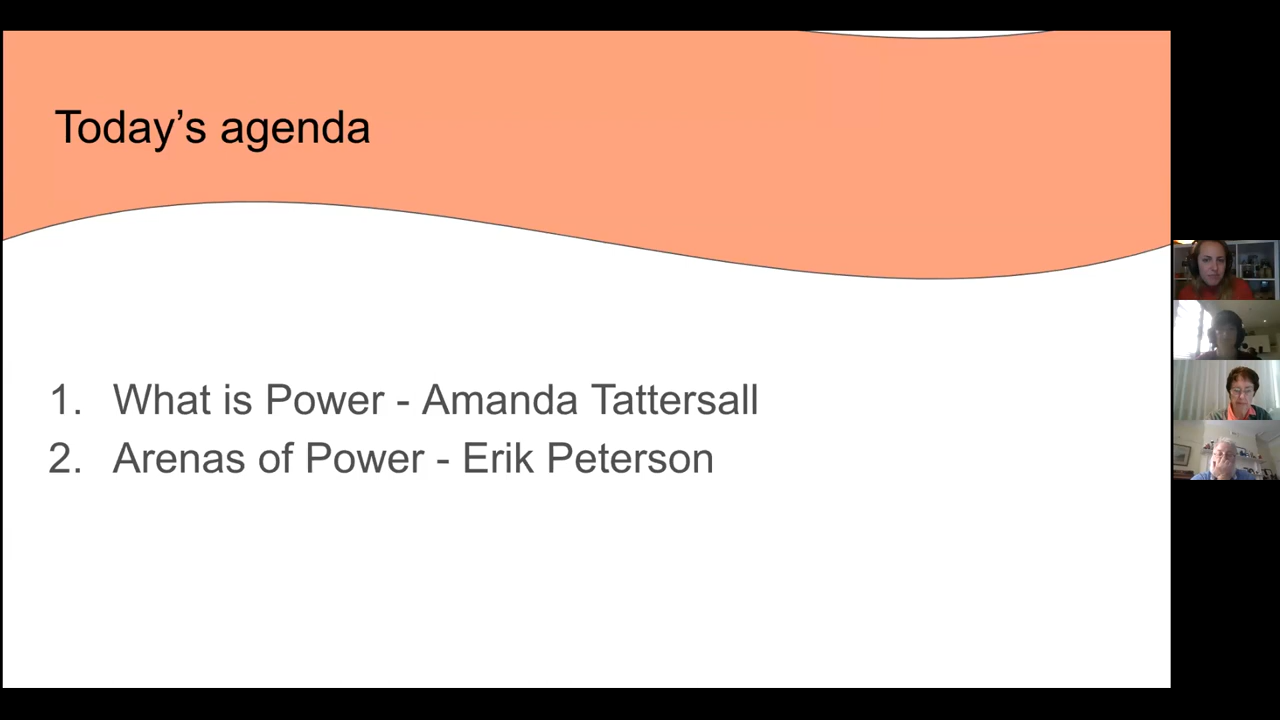 Today’s agenda
1. What is Power - Amanda Tattersall
2. Arenas of Power - Erik Peterson